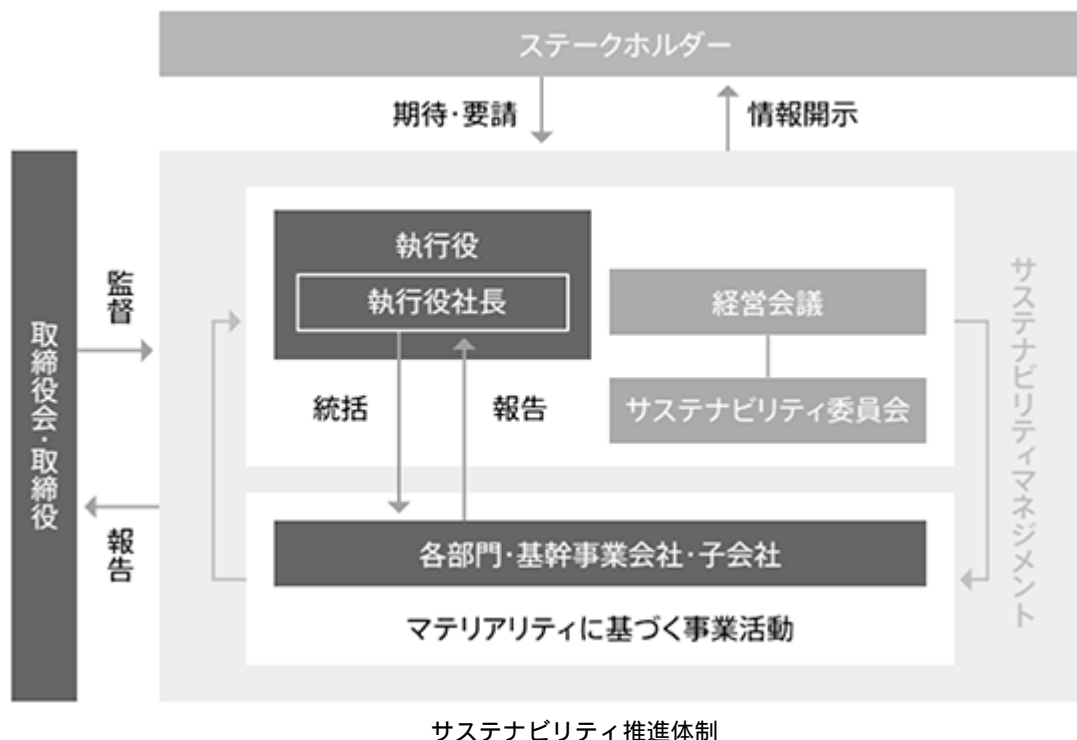 ステークホルダー
期待・要請
情報開示
取締役会・取締役
監督
報告
執行役
執行役社長
経営会議
サステナビリティ委員会
統括
報告
各部門・基幹事業会社・子会社
マテリアリティに基づく事業活動
サステナビリティマネジメント
サステナビリティ推進体制